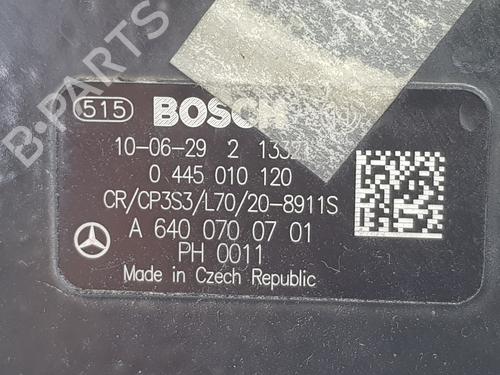 B-PARTS
515 BOSCH
10-06-29 2
0 445 010 120
CR/CP3S3/L70/20-8911S
A 640 070 07 01
PH 0011
Made in Czech Republic